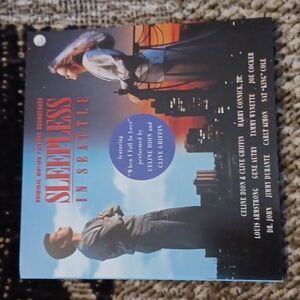 ORIGINAL MOTION PICTURE SOUNDTRACK
SLEEPLESS
IN SEATTLE
featuring
"When I Fall In Love"
performed by
CELINE DION and
CLIVE GRIFFIN
CELINE DION & CLIVE GRIFFIN HARRY CONNICK, JR.
LOUIS ARMSTRONG GENE AUTRY TAMMY WYNETTE JOE COCKER
DR. JOHN JIMMY DURANTE CARLY SIMON NAT "KING" COLE